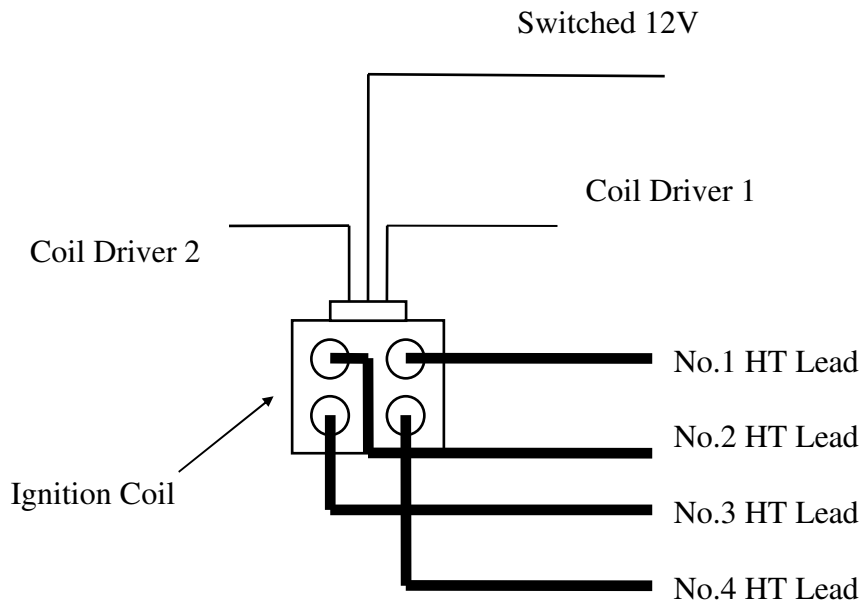 Switched 12V
Coil Driver 1
Coil Driver 2
No.1 HT Lead
No.2 HT Lead
Ignition Coil
No.3 HT Lead
No.4 HT Lead